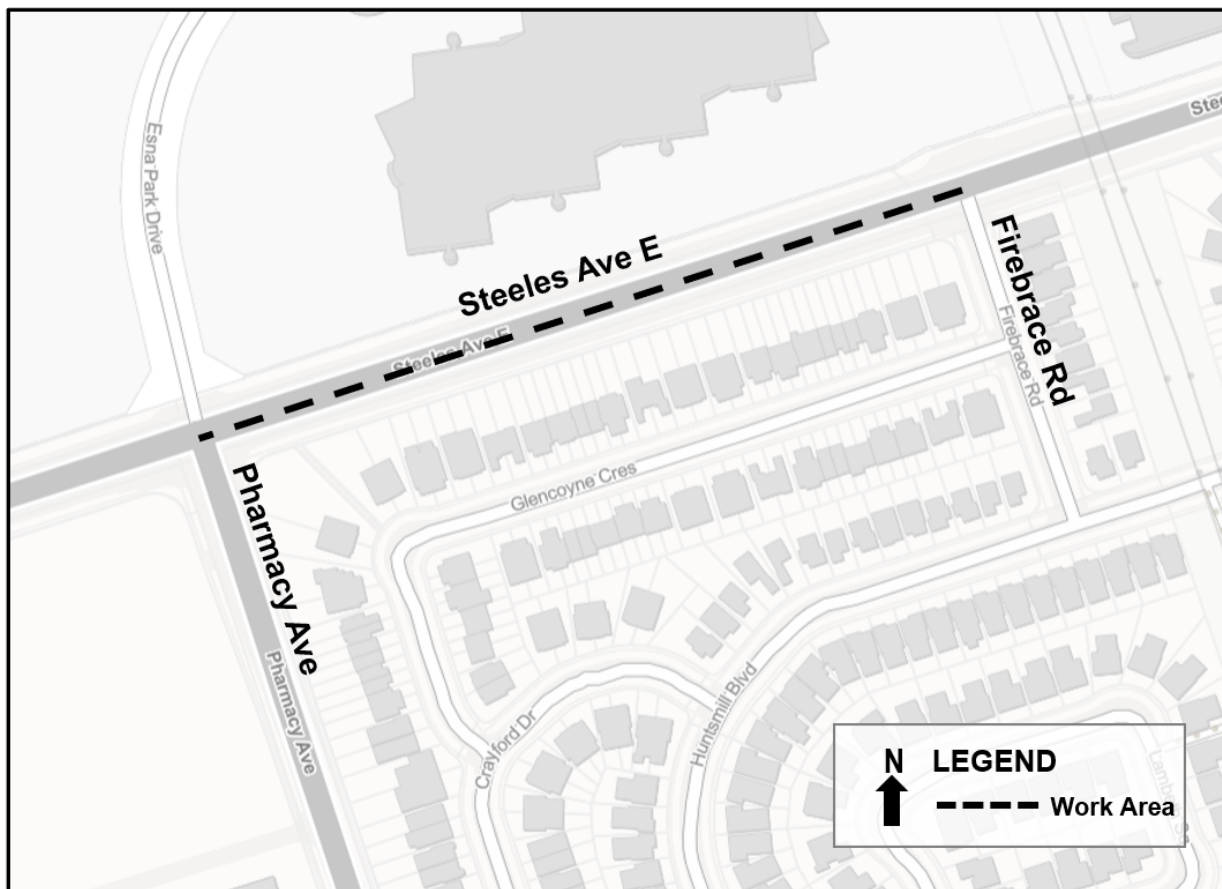 Esna Park Drive
Stee
Steeles Ave E
Steeles Ave E
Firebrace Rd
Firebrace Rd
Pharmacy Ave
Pharmacy Ave
Glencoyne Cres
Crayford Dr
Huntsmill Blvd
N LEGEND
Work Area